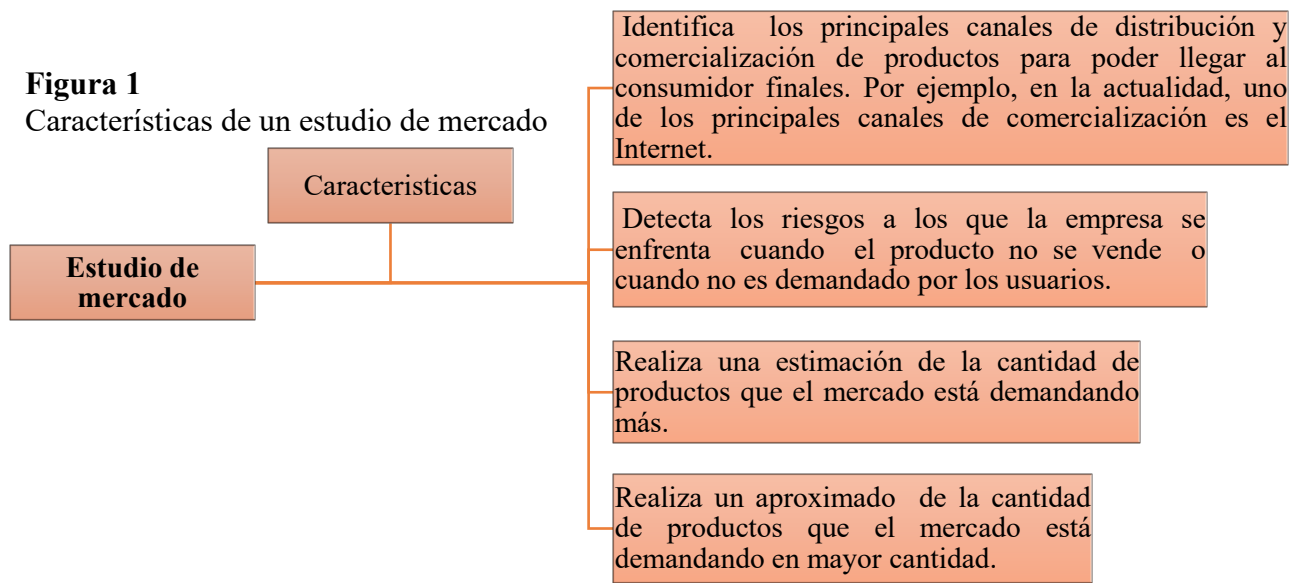 Figura 1
Características de un estudio de mercado
Caracteristicas
Estudio de
mercado
Identifica los principales canales de distribución y
comercialización de productos para poder llegar al
consumidor finales. Por ejemplo, en la actualidad, uno
de los principales canales de comercialización es el
Internet.
Detecta los riesgos a los que la empresa se
enfrenta cuando el producto no se vende o
cuando no es demandado por los usuarios.
Realiza una estimación de la cantidad de
productos que el mercado está demandando
más.
Realiza un aproximado de la cantidad
de productos que el mercado está
demandando en mayor cantidad.